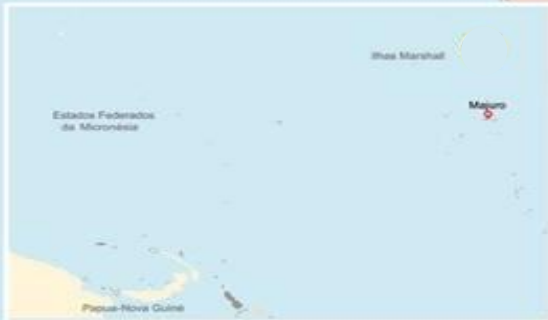 Ilhas Marshall
Majuro
Estados Federados
da Micronésia
Papua-Nova Guiné